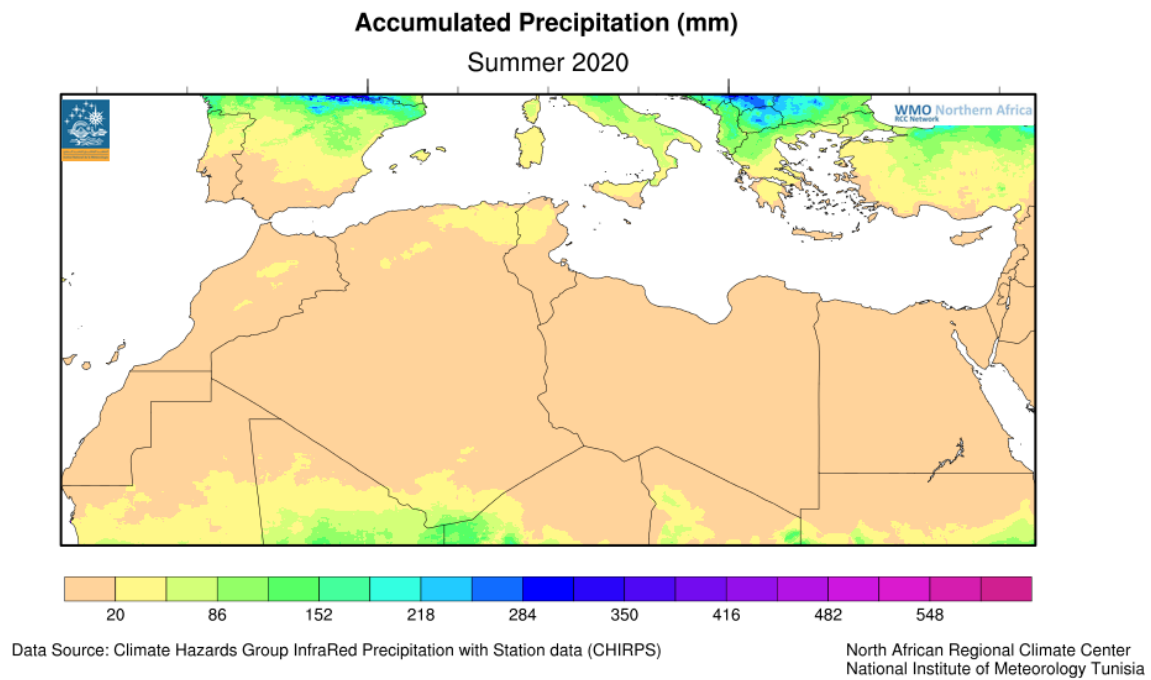 Accumulated Precipitation (mm)
Summer 2020
WMO Northern Africa
RCC Network
20 86 152 218 284 350 416 482 548
Data Source: Climate Hazards Group InfraRed Precipitation with Station data (CHIRPS)
North African Regional Climate Center
National Institute of Meteorology Tunisia